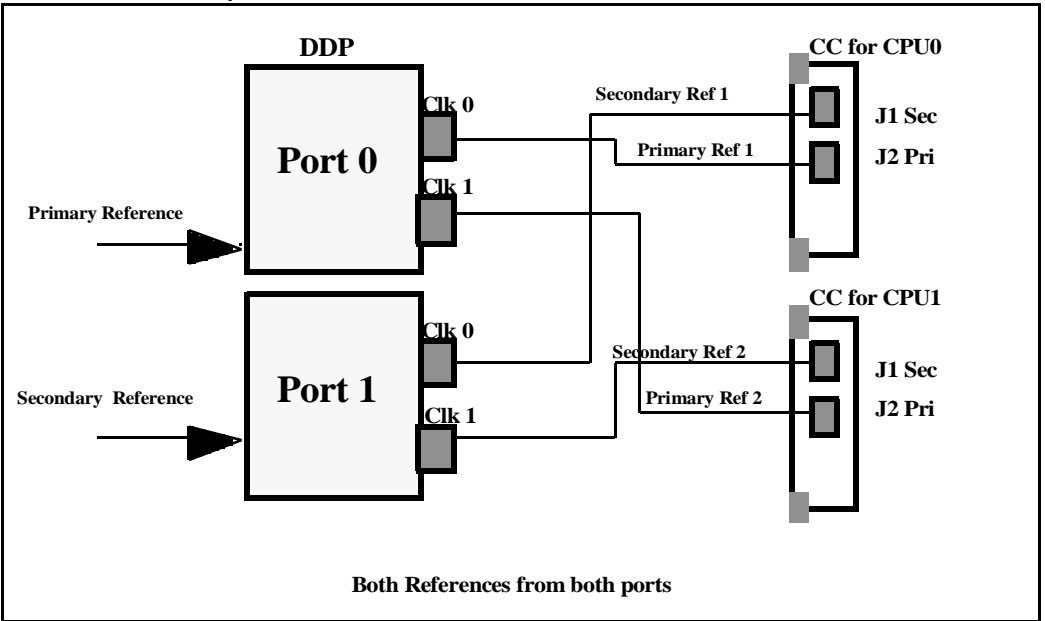 DDP
CC for CPU0
Clk 0
Secondary Ref 1
J1 Sec
Port 0
Primary Ref 1
J2 Pri
Clk 1
Primary Reference
CC for CPU1
Clk 0
Secondary Ref 2
J1 Sec
Port 1
Secondary Reference
Primary Ref 2
J2 Pri
Clk 1
Both References from both ports